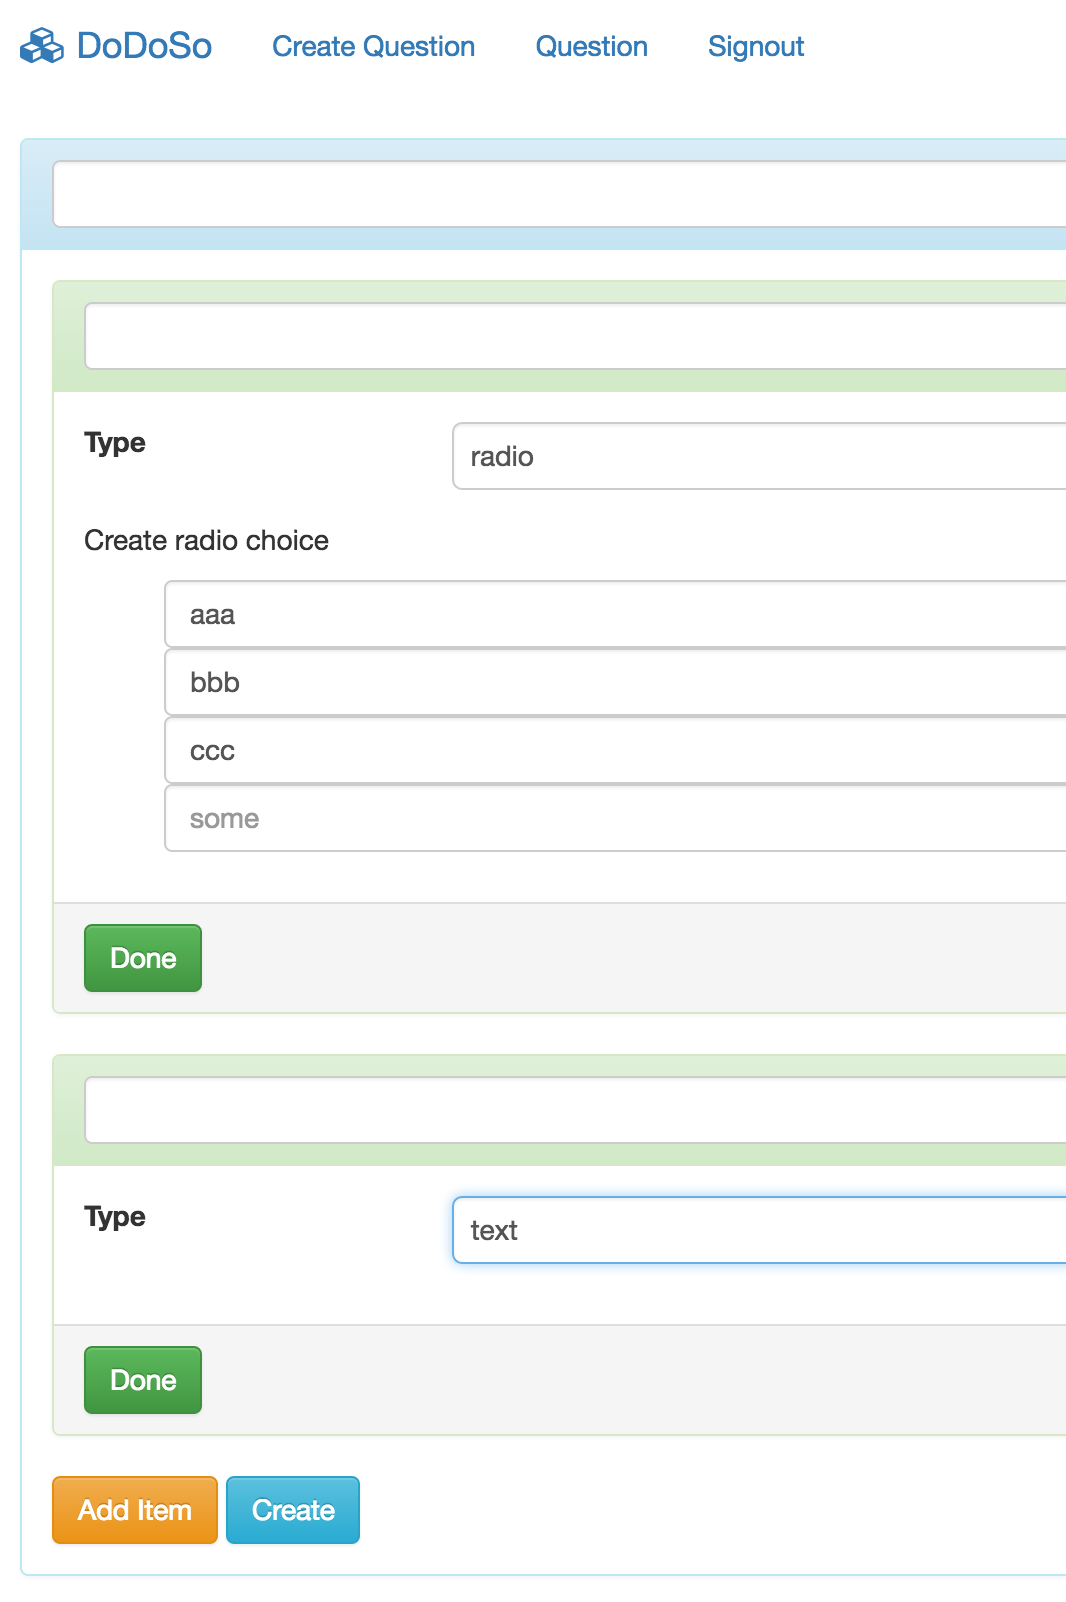 DoDoSo Create Question Question Signout
Type radio
Create radio choice
aaa
bbb
ccc
some
Done
Type text
Done
Add Item Create